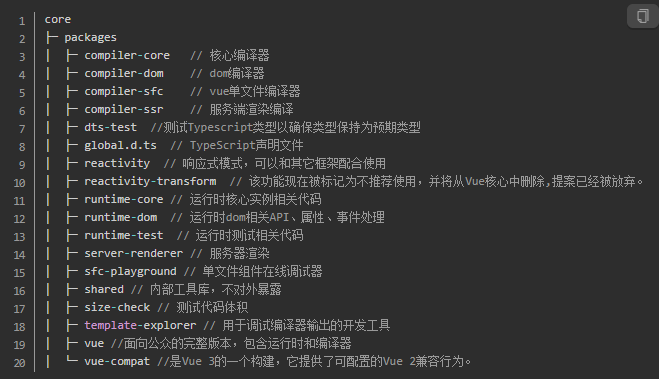 1 core
2 ├─ packages
3 │ ├─ compiler-core // 核心编译器
4 │ ├─ compiler-dom // dom编译器
5 │ ├─ compiler-sfc // vue单文件编译器
6 │ ├─ compiler-ssr // 服务端渲染编译
7 │ ├─ dts-test //测试Typescript类型以确保类型保持为预期类型
8 │ ├─ global.d.ts // TypeScript声明文件
9 │ ├─ reactivity // 响应式模式，可以和其它框架配合使用
10 │ ├─ reactivity-transform // 该功能现在被标记为不推荐使用，并将从Vue核心中删除,提案已经被放弃。
11 │ ├─ runtime-core // 运行时核心实例相关代码
12 │ ├─ runtime-dom // 运行时dom相关API、属性、事件处理
13 │ ├─ runtime-test // 运行时测试相关代码
14 │ ├─ server-renderer // 服务器渲染
15 │ ├─ sfc-playground // 单文件组件在线调试器
16 │ ├─ shared // 内部工具库，不对外暴露
17 │ ├─ size-check // 测试代码体积
18 │ ├─ template-explorer // 用于调试编译器输出的开发工具
19 │ ├─ vue //面向公众的完整版本，包含运行时和编译器
20 │ └─ vue-compat //是Vue 3的一个构建，它提供了可配置的Vue 2兼容行为。